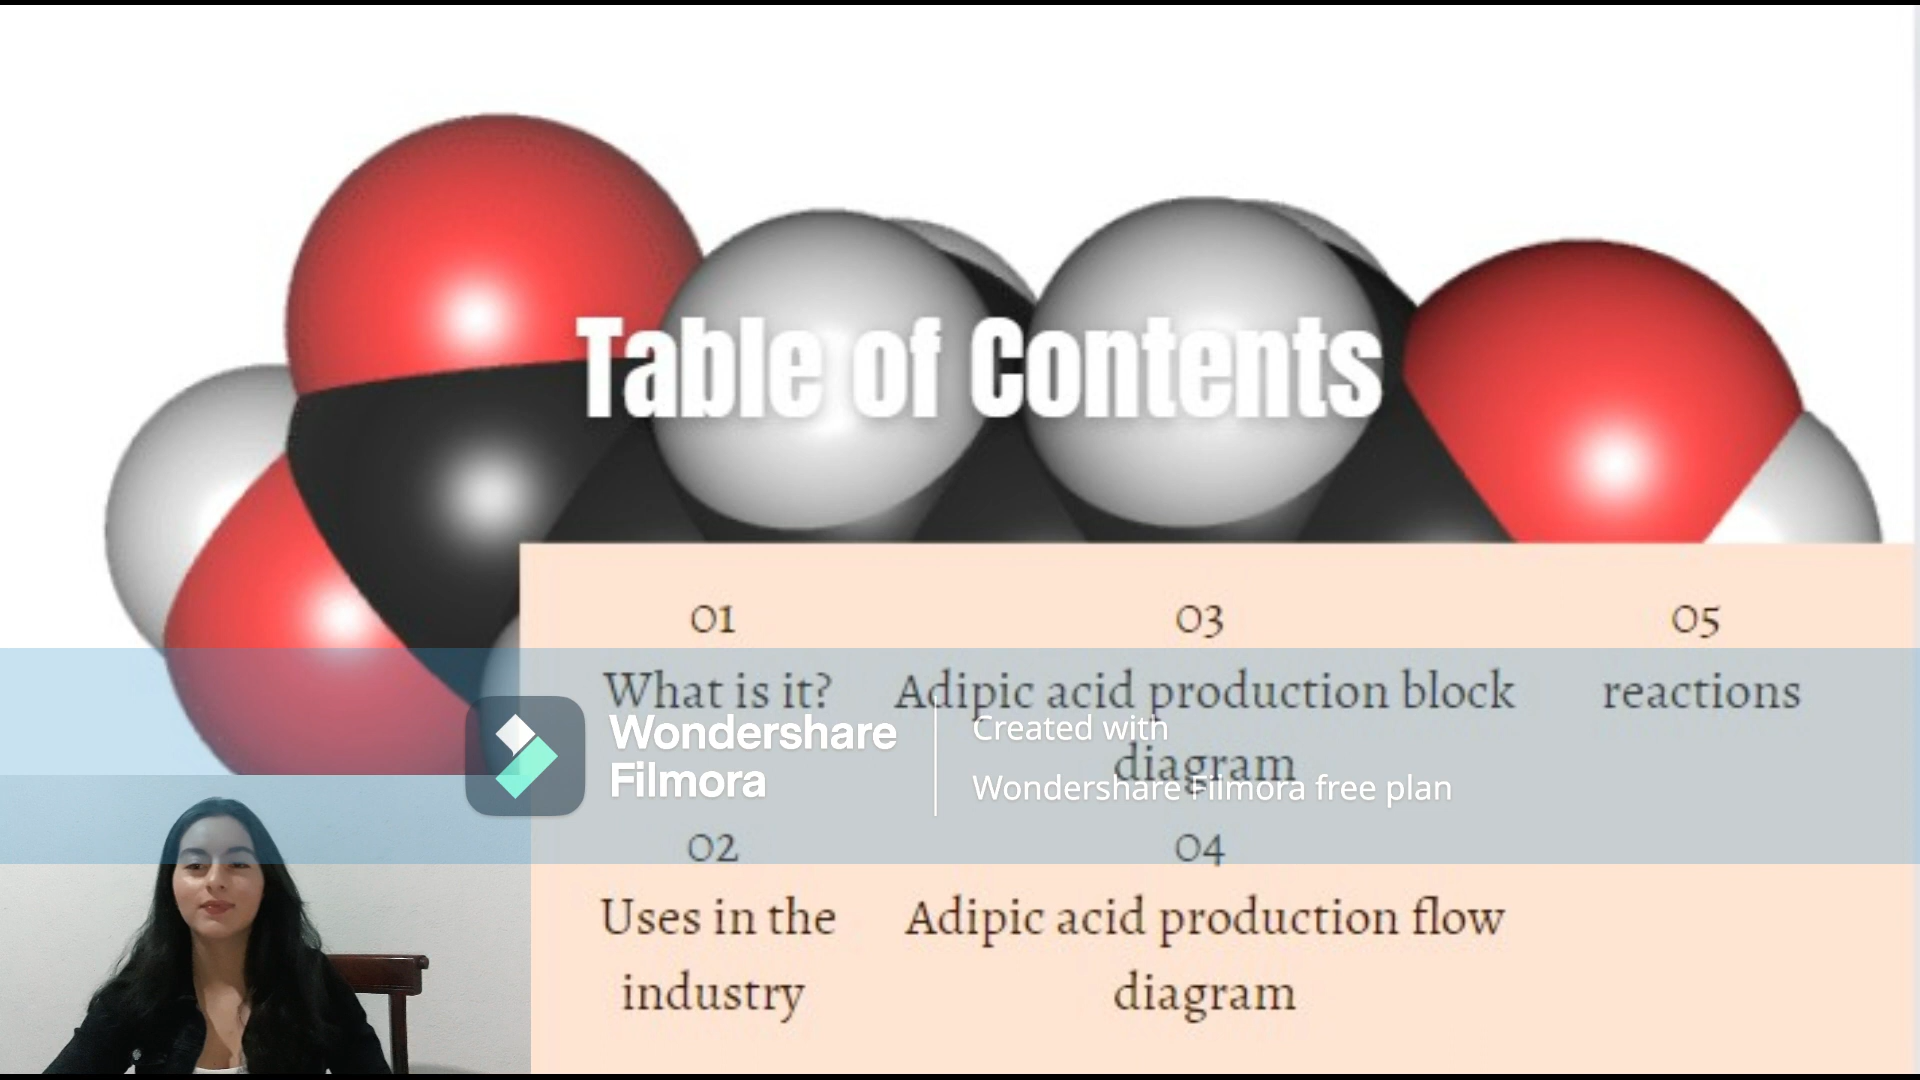 Table of Contents
01
What is it?
03
Adipic acid production block
diagram
05
reactions
Wondershare
Filmora
Created with
Wondershare Filmora free plan
02
Uses in the
industry
04
Adipic acid production flow
diagram